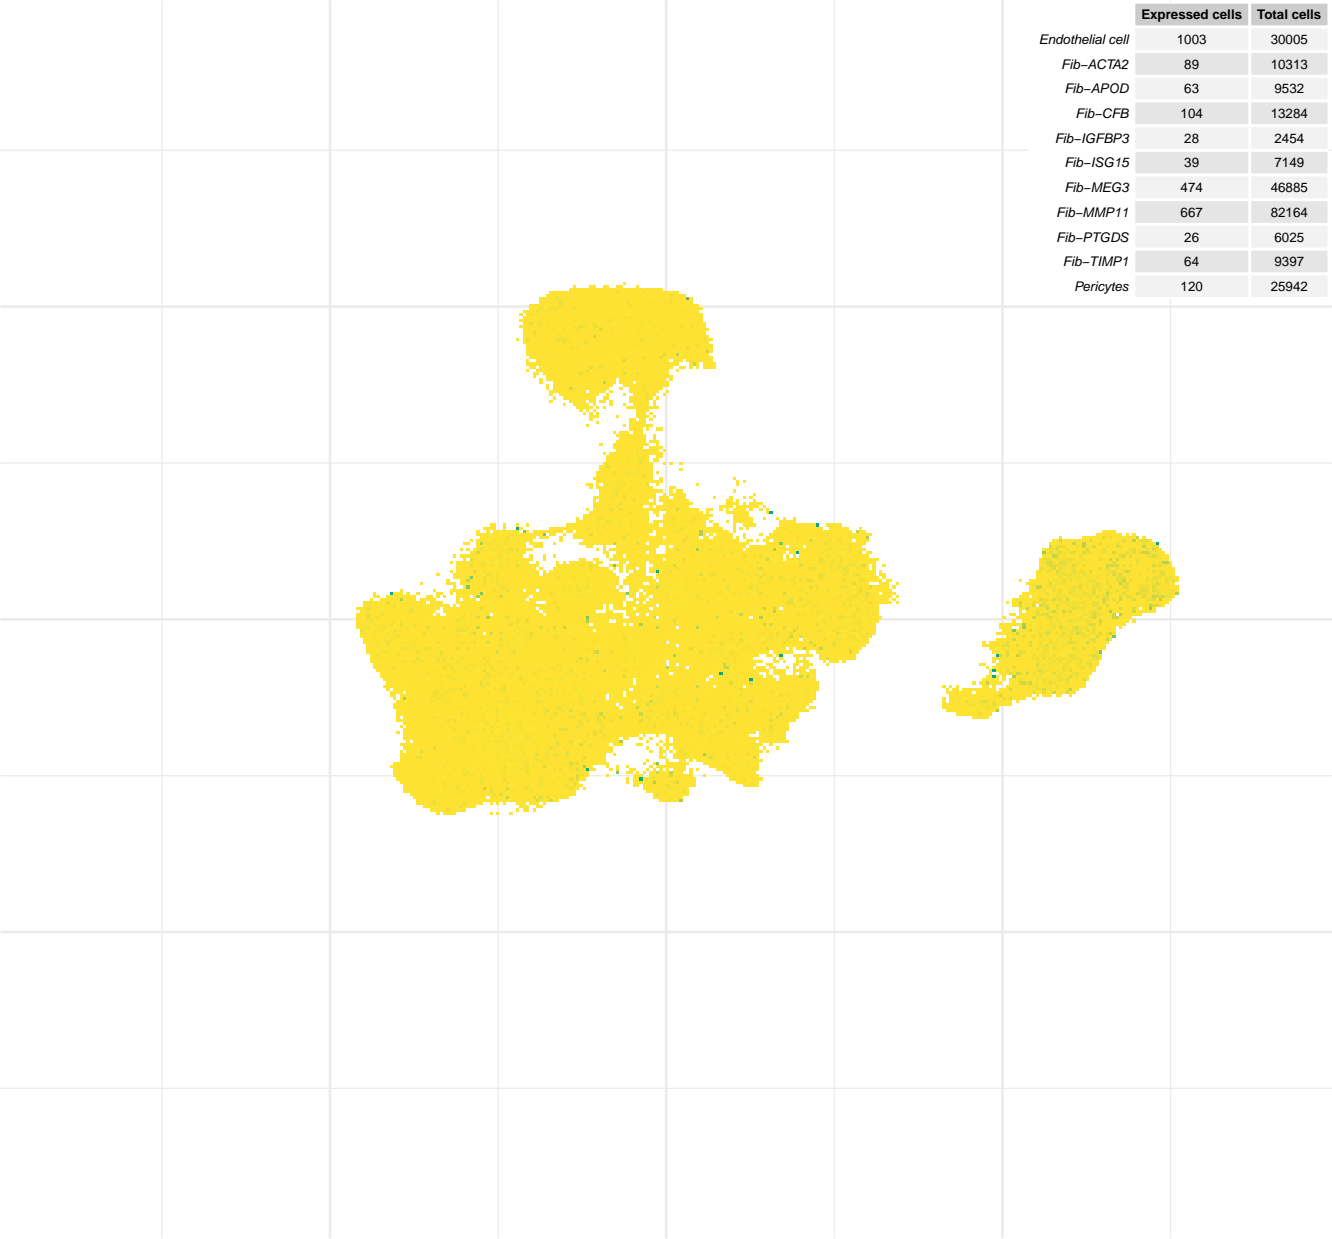 Expressed cells Total cells
Endothelial cell 1003 30005
Fib−ACTA2 89 10313
Fib−APOD 63 9532
Fib−CFB 104 13284
Fib−IGFBP3 28 2454
Fib−ISG15 39 7149
Fib−MEG3 474 46885
Fib−MMP11 667 82164
Fib−PTGDS 26 6025
Fib−TIMP1 64 9397
Pericytes 120 25942